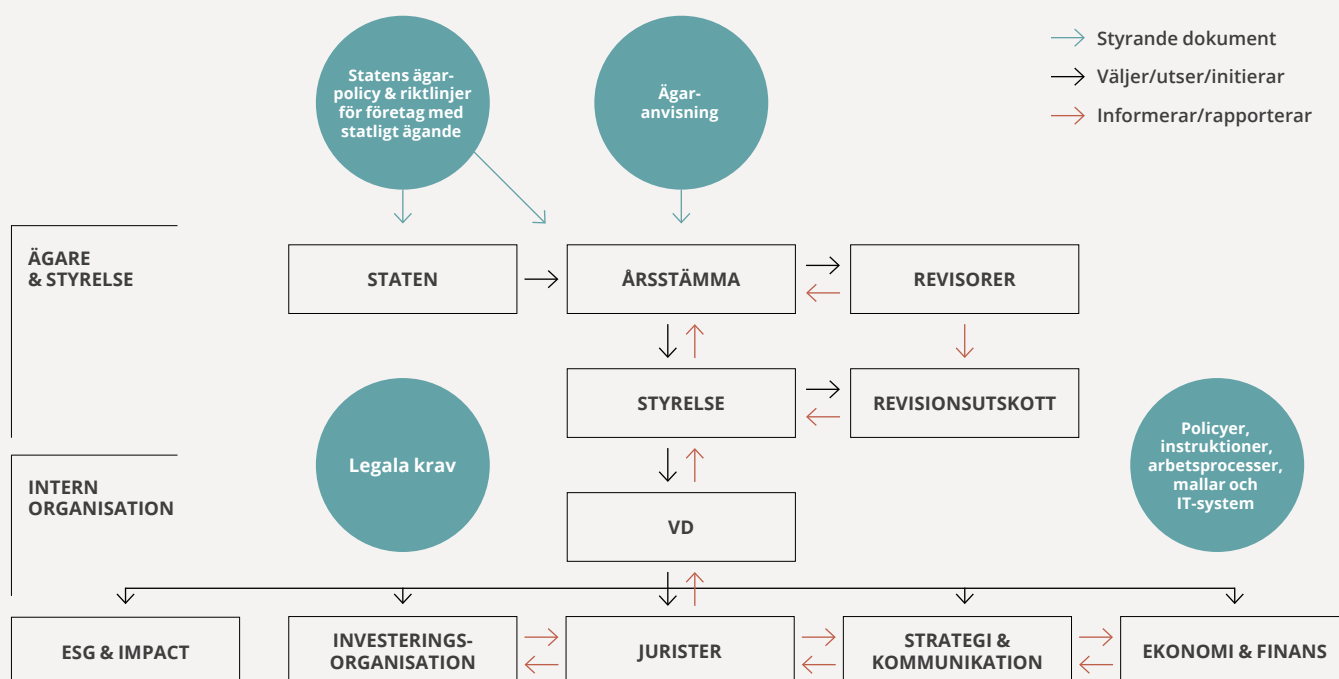 Statens ägar-
policy & riktlinjer
för företag med
statligt ägande
Ägar-
anvisning
Styrande dokument
Väljer/utser/initierar
Informerar/rapporterar
ÄGARE
& STYRELSE
STATEN
ÅRSSTÄMMA
REVISORER
STYRELSE
REVISIONSUTSKOTT
Legala krav
Policyer,
instruktioner,
arbetsprocesser,
mallar och
IT-system
INTERN
ORGANISATION
VD
ESG & IMPACT
INVESTERINGS-
ORGANISATION
JURISTER
STRATEGI &
KOMMUNIKATION
EKONOMI & FINANS